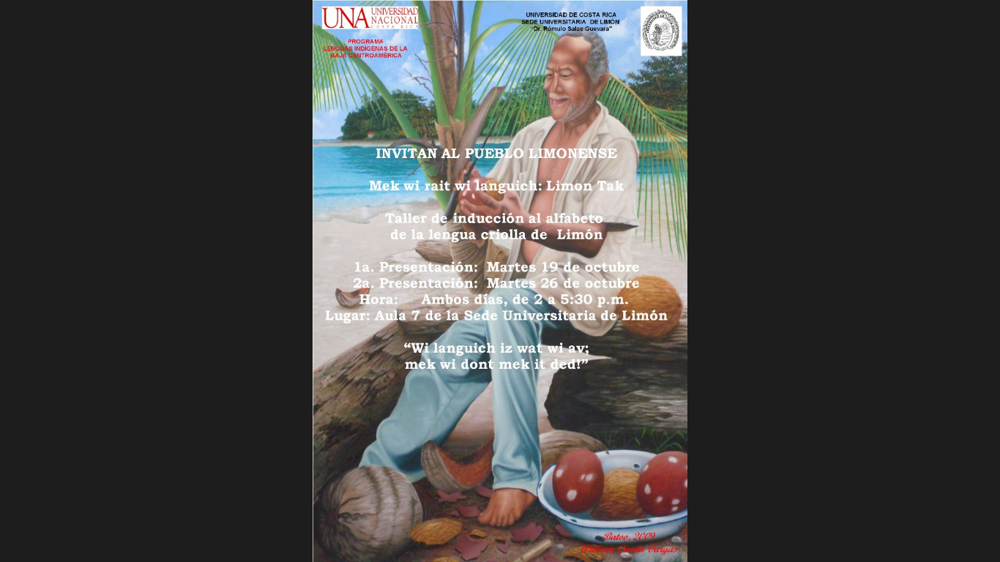 UNA UNIVERSIDAD NACIONAL
COSTA RICA
PROGRAMA
LENGUAS INDÍGENAS DE LA
BAJA CENTROAMÉRICA
UNIVERSIDAD DE COSTA RICA
SEDE UNIVERSITARIA DE LIMÓN
“Dr. Rómulo Salas Guevara”
INVITAN AL PUEBLO LIMONENSE
Mek wi rait wi languich: Limon Tak
Taller de inducción al alfabeto
de la lengua criolla de Limón
1a. Presentación: Martes 19 de octubre
2a. Presentación: Martes 26 de octubre
Hora: Ambos días, de 2 a 5:30 p.m.
Lugar: Aula 7 de la Sede Universitaria de Limón
“Wi languich iz wat wi av;
mek wi dont mek it ded!”
2009
William Vargas